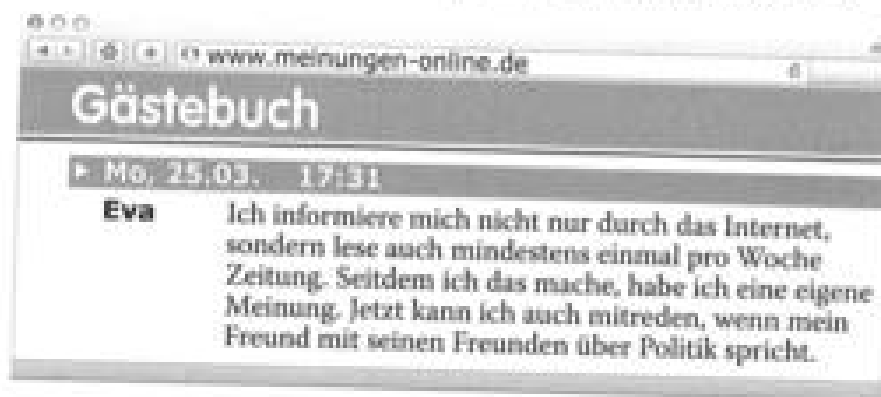 www.meinungen-online.de
Gästebuch
Mo, 25.03. 17:31
Eva
Ich informiere mich nicht nur durch das Internet,
sondern lese auch mindestens einmal pro Woche
Zeitung. Seitdem ich das mache, habe ich eine eigene
Meinung. Jetzt kann ich auch mitreden, wenn mein
Freund mit seinen Freunden über Politik spricht.